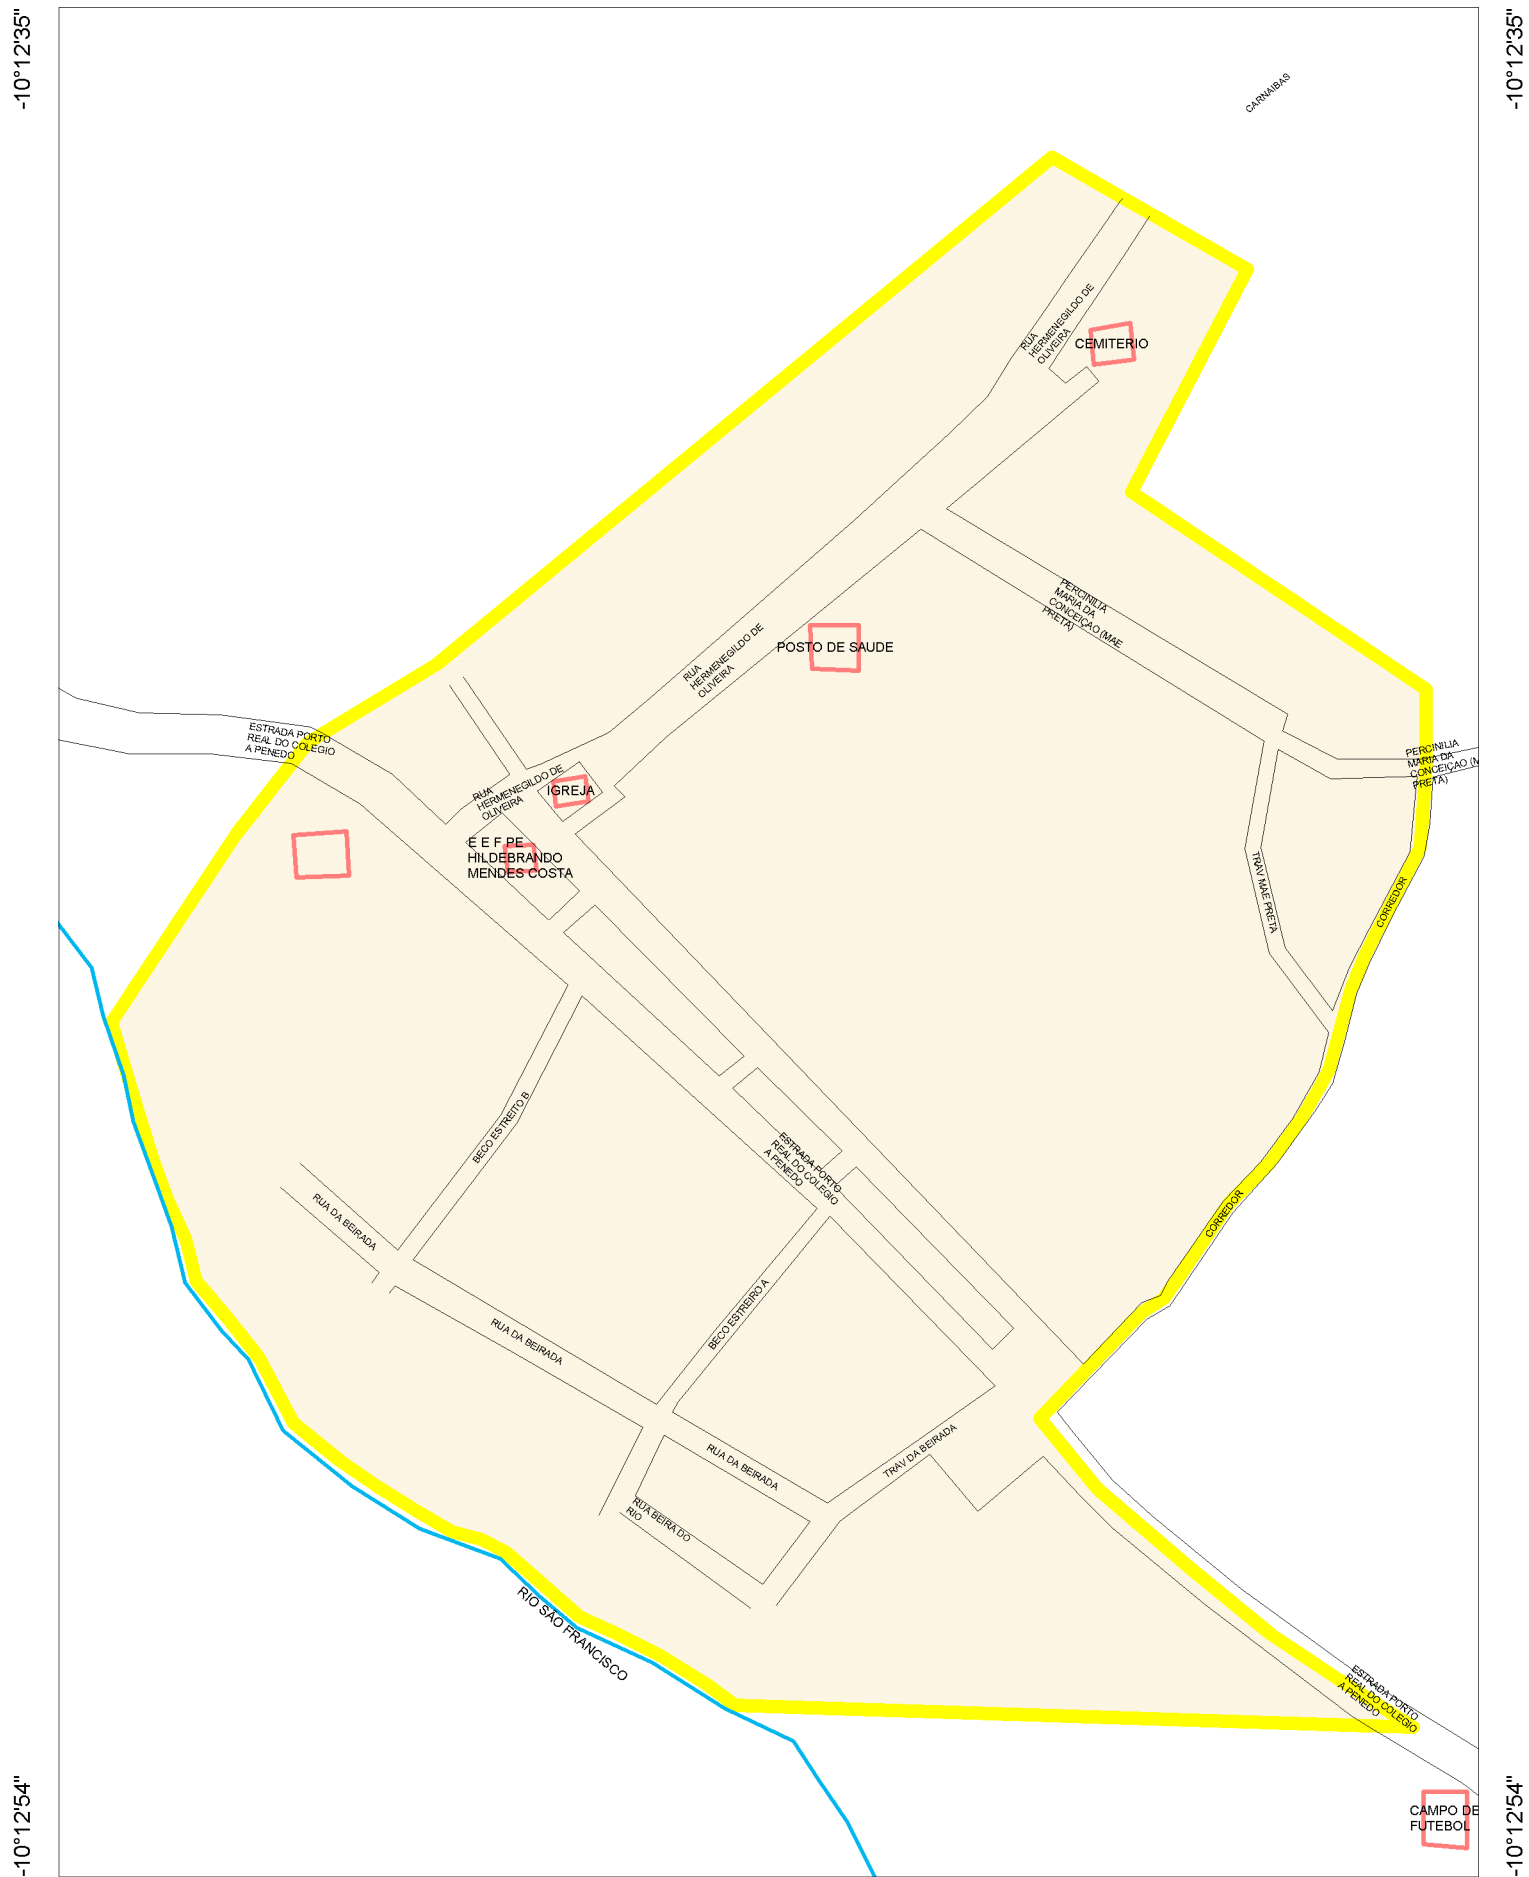 -10°12'35"
-10°12'35"
CARNAIBAS
RUA
HERMENEGILDO DE
OLIVEIRA
CEMITERIO
PERCINILIA
MARIA DA
CONCEIÇAO (MAE
PRETA)
RUA
HERMENEGILDO DE
OLIVEIRA
POSTO DE SAUDE
ESTRADA PORTO
REAL DO COLEGIO
A PENEDO
PERCINILIA
MARIA DA
CONCEIÇAO (M
PRETA)
RUA
HERMENEGILDO DE
OLIVEIRA
IGREJA
E E F PE
HILDEBRANDO
MENDES COSTA
TRAV MAE PRETA
CORREDOR
BECO ESTREITO B
ESTRADA PORTO
REAL DO COLEGIO
A PENEDO
RUA DA BEIRADA
CORREDOR
BECO ESTREIRO A
RUA DA BEIRADA
RUA DA BEIRADA
TRAV DA BEIRADA
RUA BEIRA DO
RIO
RIO SAO FRANCISCO
ESTRADA PORTO
REAL DO COLEGIO
A PENEDO
CAMPO DE
FUTEBOL
-10°12'54"
-10°12'54"